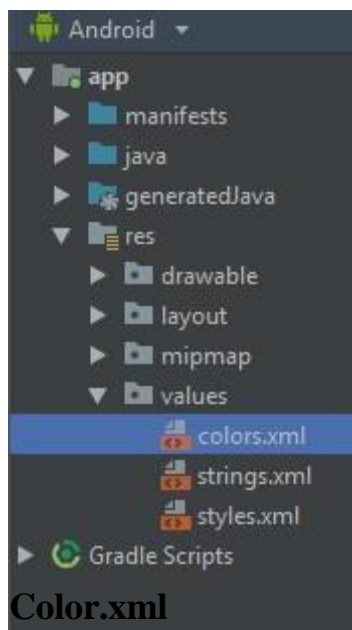 Android
app
manifests
java
generatedJava
res
drawable
layout
mipmap
values
colors.xml
strings.xml
styles.xml
Gradle Scripts
Color.xml